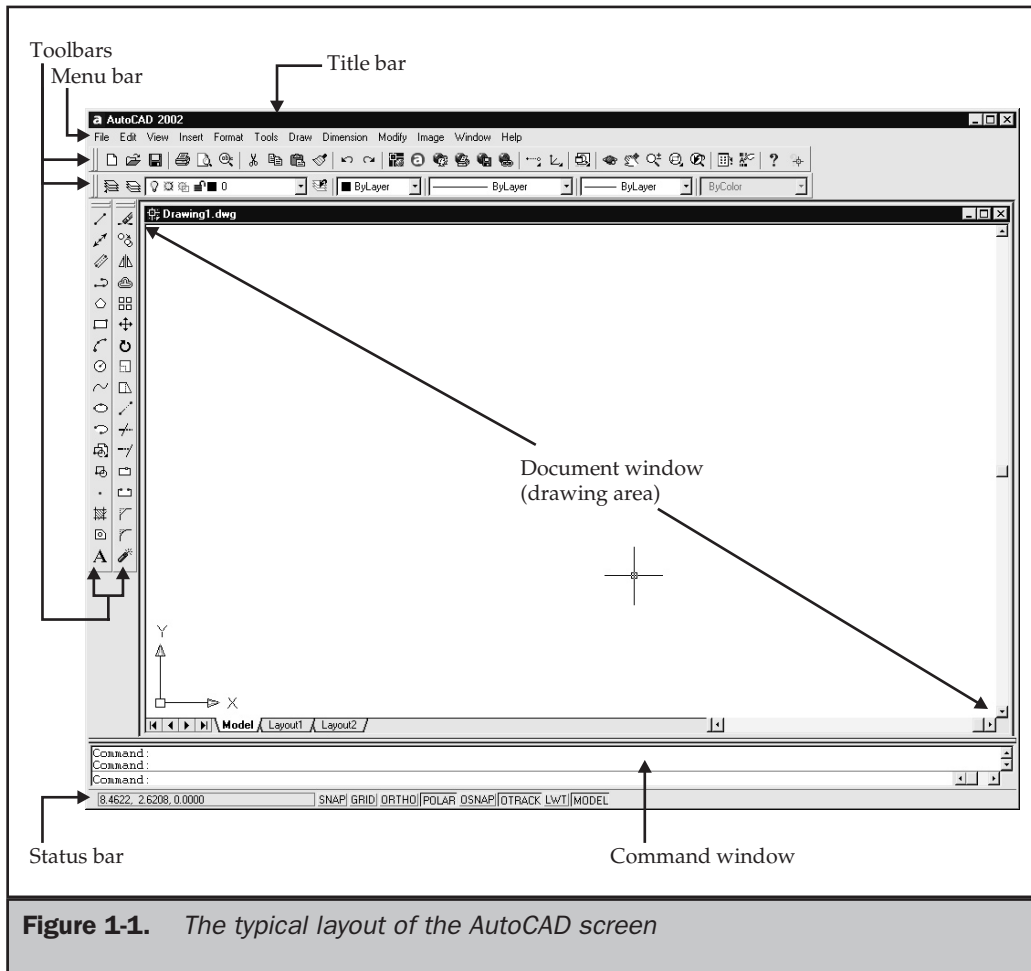 Toolbars
Menu bar
Title bar
a AutoCAD 2002
File Edit View Insert Format Tools Draw Dimension Modify Image Window Help
0 ByLayer ByLayer ByLayer ByColor
Drawing1.dwg
A
Document window
(drawing area)
Y
X
Model Layout1 Layout2
Command:
Command:
Command:
8.4622, 2.6208, 0.0000 SNAP GRID ORTHO POLAR OSNAP OTRACK LWT MODEL
Status bar
Command window
Figure 1-1. The typical layout of the AutoCAD screen